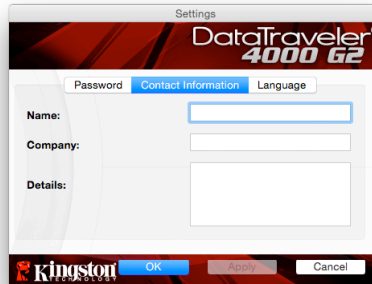 Settings
DataTraveler
4000 G2
Password Contact Information Language
Name:
Company:
Details:
Kingston
TECHNOLOGY
OK Apply Cancel